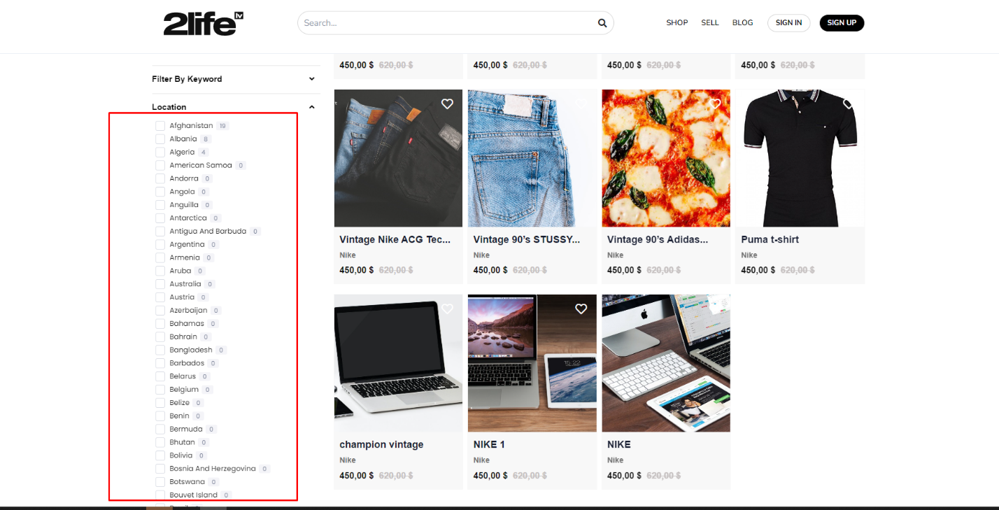 2life lv
Search...
SHOP SELL BLOG SIGN IN SIGN UP
Filter By Keyword
Location
Afghanistan 19
Albania 8
Algeria 4
American Samoa 0
Andorra 0
Angola 0
Anguilla 0
Antarctica 0
Antigua And Barbuda 0
Argentina 0
Armenia 0
Aruba 0
Australia 0
Austria 0
Azerbaijan 0
Bahamas 0
Bahrain 0
Bangladesh 0
Barbados 0
Belarus 0
Belgium 0
Belize 0
Benin 0
Bermuda 0
Bhutan 0
Bolivia 0
Bosnia And Herzegovina 0
Botswana 0
Bouvet Island 0
450,00 $ 620,00 $
450,00 $ 620,00 $
450,00 $ 620,00 $
450,00 $ 620,00 $
Vintage Nike ACG Tec...
Nike
450,00 $ 620,00 $
Vintage 90’s STUSSY...
Nike
450,00 $ 620,00 $
Vintage 90’s Adidas...
Nike
450,00 $ 620,00 $
Puma t-shirt
Nike
450,00 $ 620,00 $
champion vintage
Nike
450,00 $ 620,00 $
15:22
NIKE 1
Nike
450,00 $ 620,00 $
NIKE
Nike
450,00 $ 620,00 $